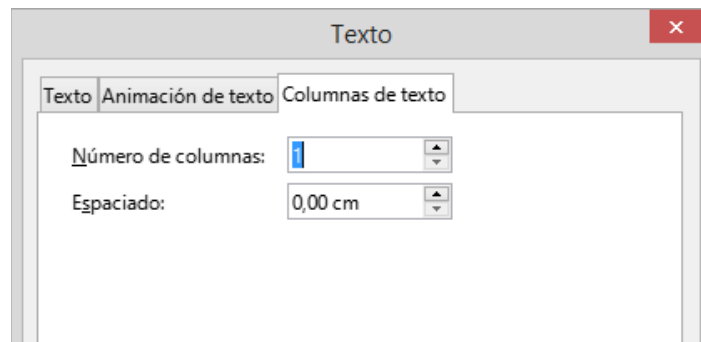 Texto
Texto Animación de texto Columnas de texto
Número de columnas: 1
Espaciado: 0,00 cm